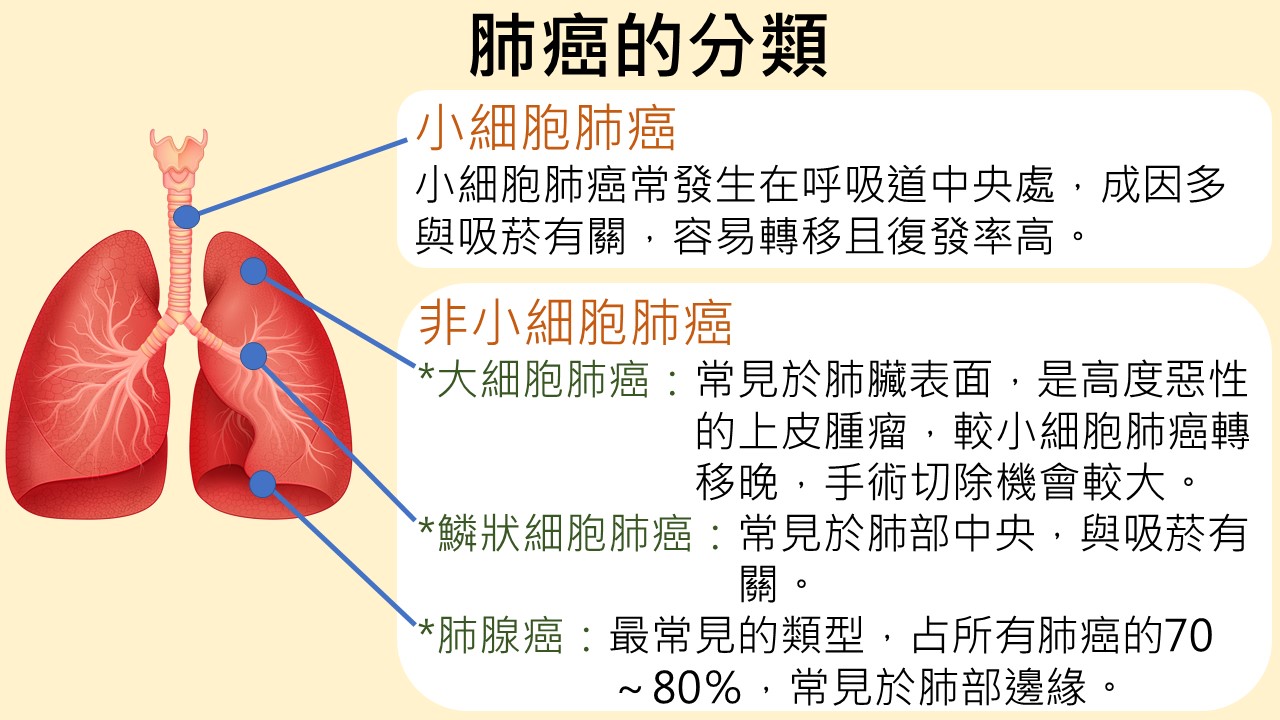 肺癌的分類
小細胞肺癌
小細胞肺癌常發生在呼吸道中央處，成因多
與吸菸有關，容易轉移且復發率高。
非小細胞肺癌
*大細胞肺癌：常見於肺臟表面，是高度惡性
的上皮腫瘤，較小細胞肺癌轉
移晚，手術切除機會較大。
*鱗狀細胞肺癌：常見於肺部中央，與吸菸有
關。
*肺腺癌：最常見的類型，占所有肺癌的70
~80%，常見於肺部邊緣。